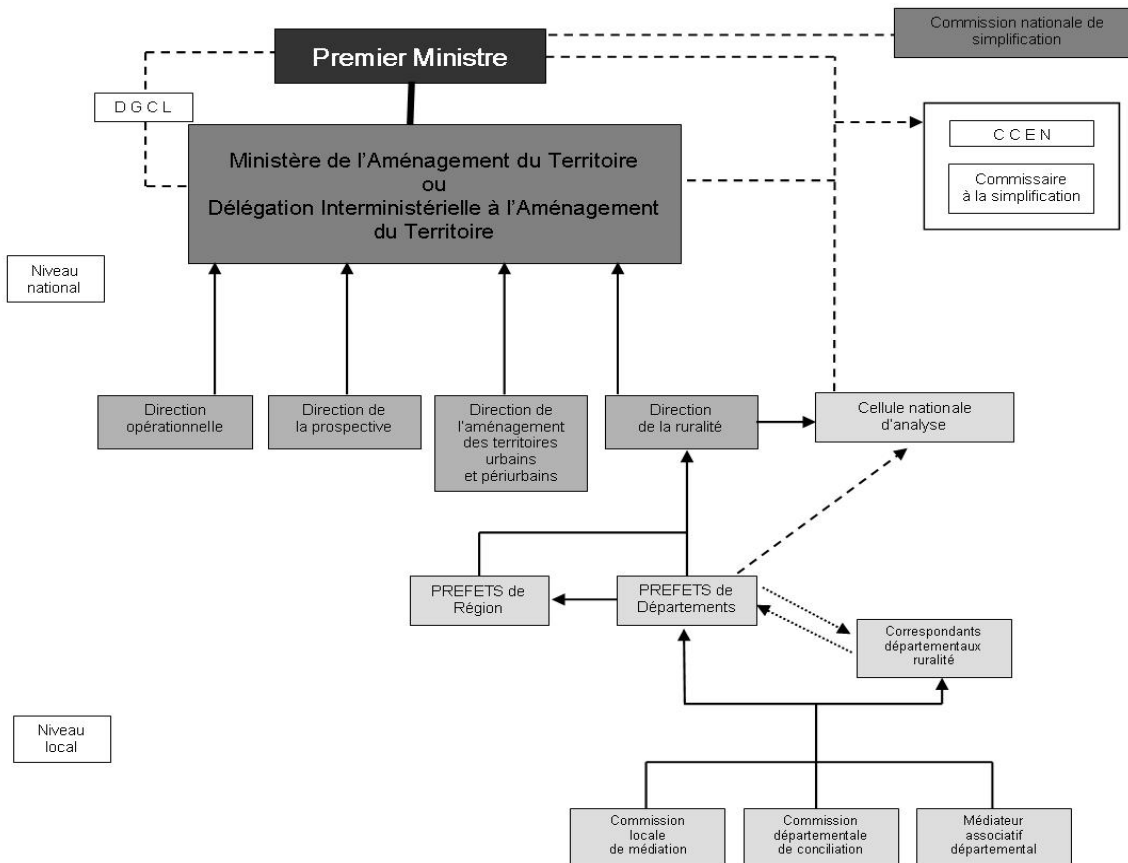 Commission nationale de
simplification
Premier Ministre
D G C L
C C E N
Commissaire
à la simplification
Ministère de l'Aménagement du Territoire
ou
Délégation Interministérielle à l'Aménagement
du Territoire
Niveau
national
Direction
opérationnelle
Direction de
la prospective
Direction de
l'aménagement
des territoires
urbains
et périurbains
Direction
de la ruralité
Cellule nationale
d'analyse
PREFETS de
Région
PREFETS de
Départements
Correspondants
départementaux
ruralité
Niveau
local
Commission
locale
de médiation
Commission
départementale
de conciliation
Médiateur
associatif
départemental